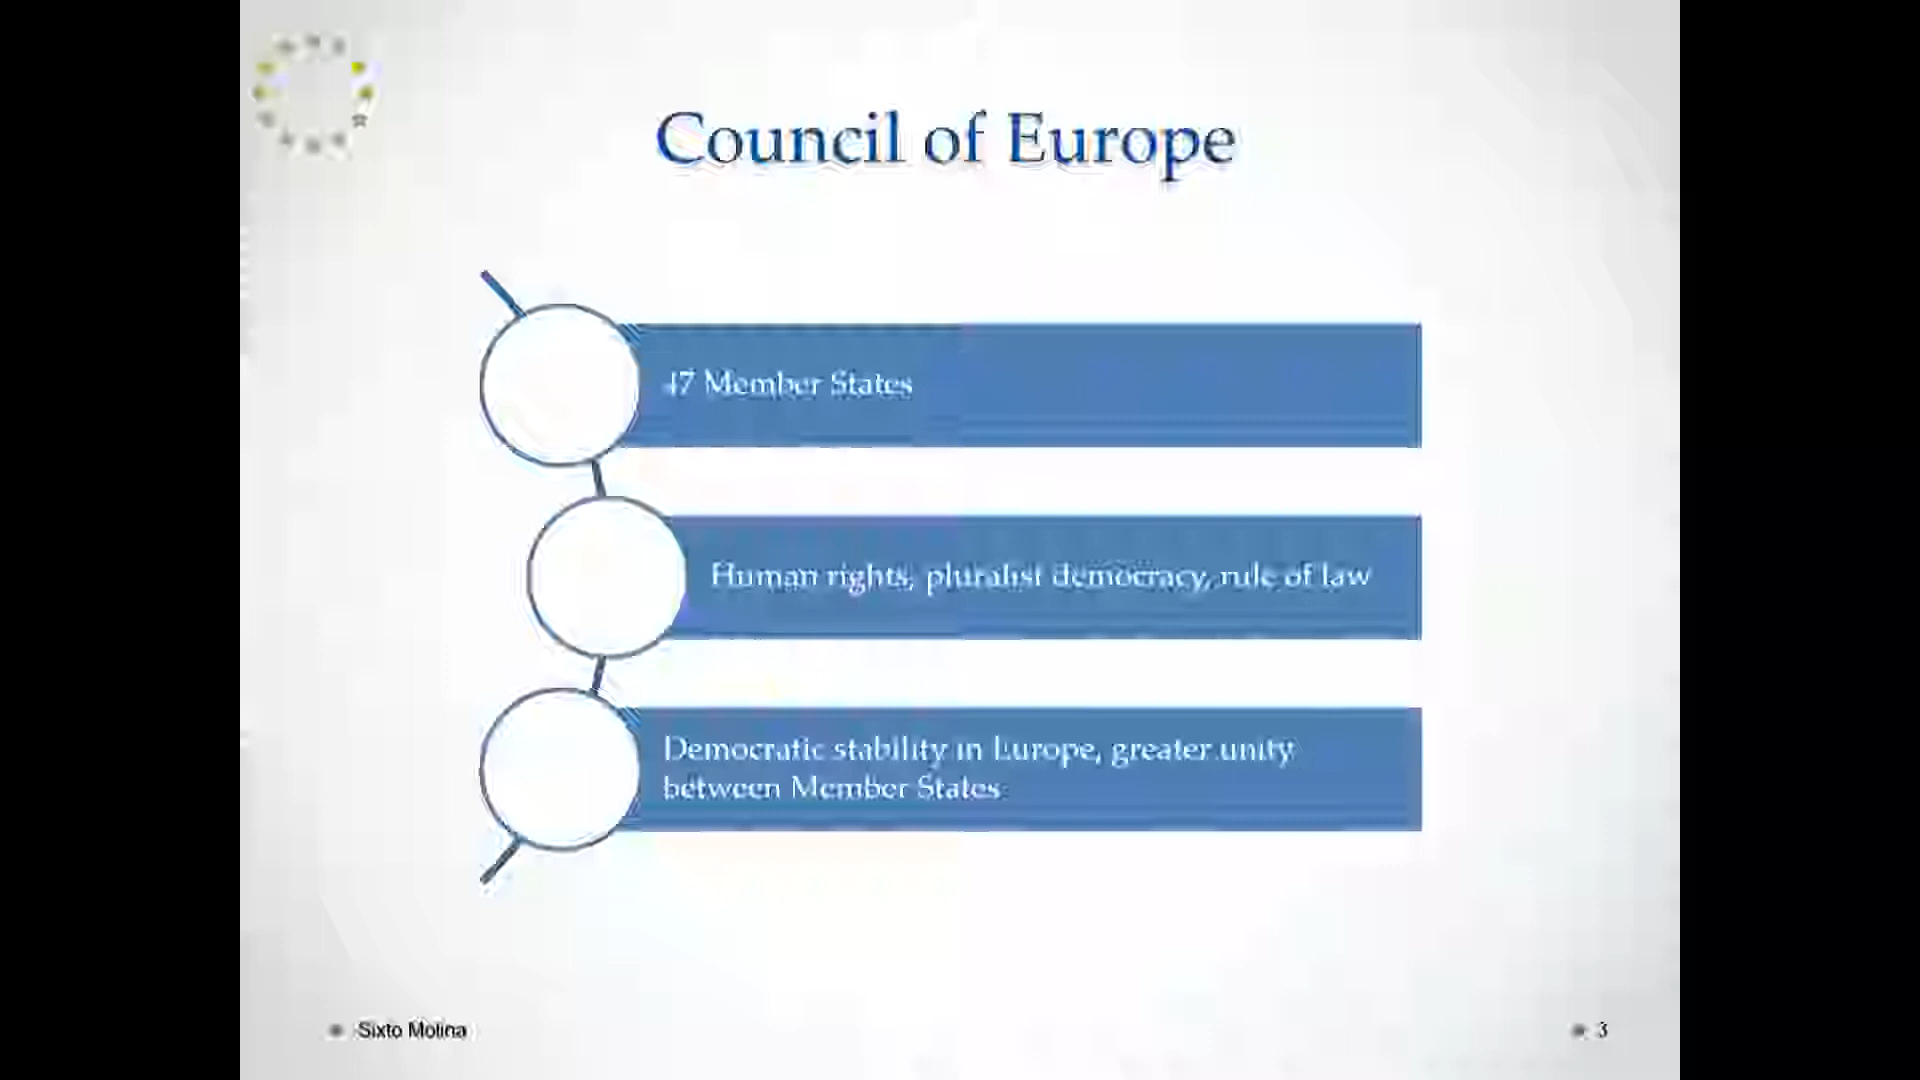 Council of Europe
47 Member States
Human rights, pluralist democracy, rule of law
Democratic stability in Europe, greater unity
between Member States
Sixto Molina
3